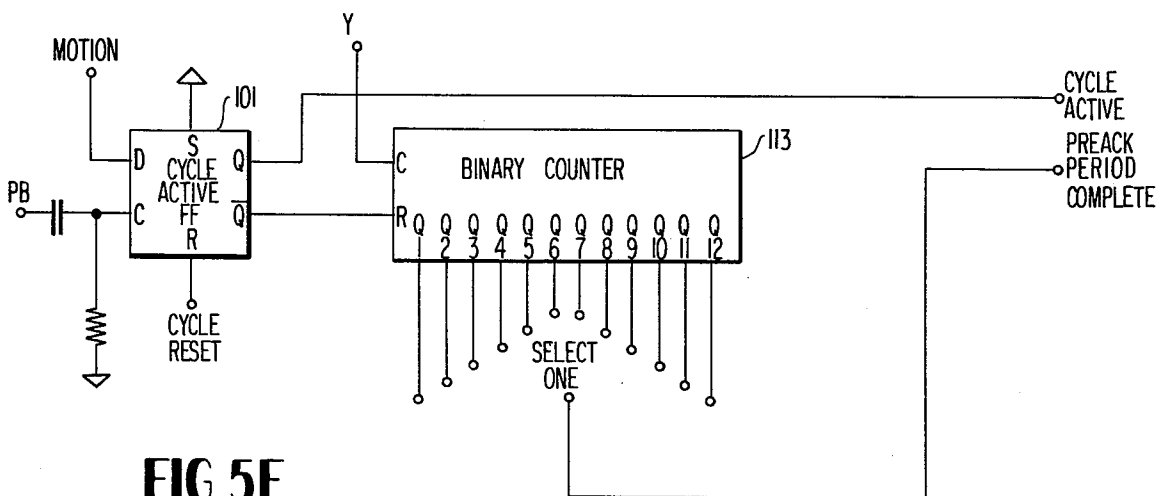 Y
MOTION
101
CYCLE
ACTIVE
S
D
CYCLE
Q
ACTIVE
PB
C
FF
Q
R
CYCLE
RESET
113
C
BINARY COUNTER
R
Q Q Q Q Q Q Q Q Q Q Q Q
1 2 3 4 5 6 7 8 9 10 11 12
PREACK
PERIOD
COMPLETE
SELECT
ONE
FIG 5F